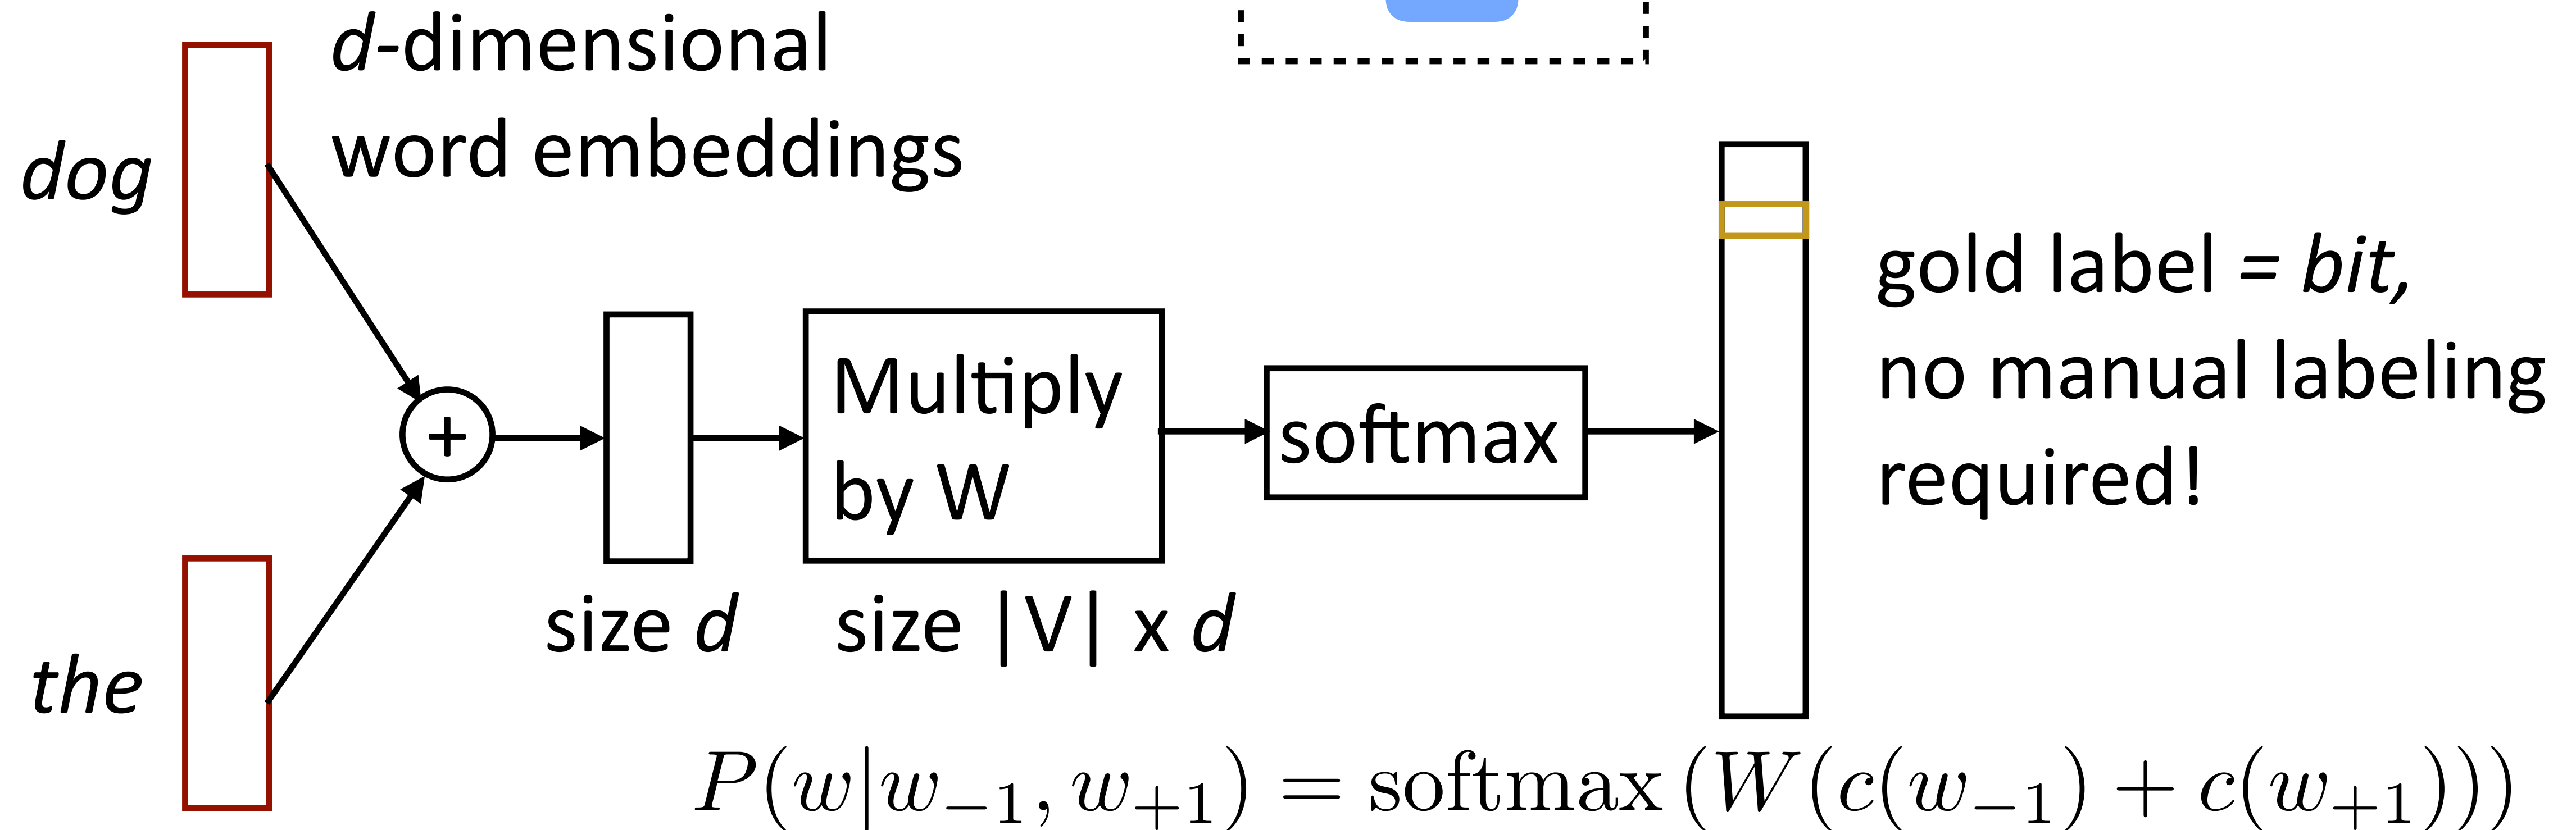 d-dimensional
word embeddings
dog
the
+
size d
Multiply
by W
size |V| x d
softmax
gold label = bit,
no manual labeling
required!
P(w|w₋₁, w₊₁) = softmax (W(c(w₋₁) + c(w₊₁)))